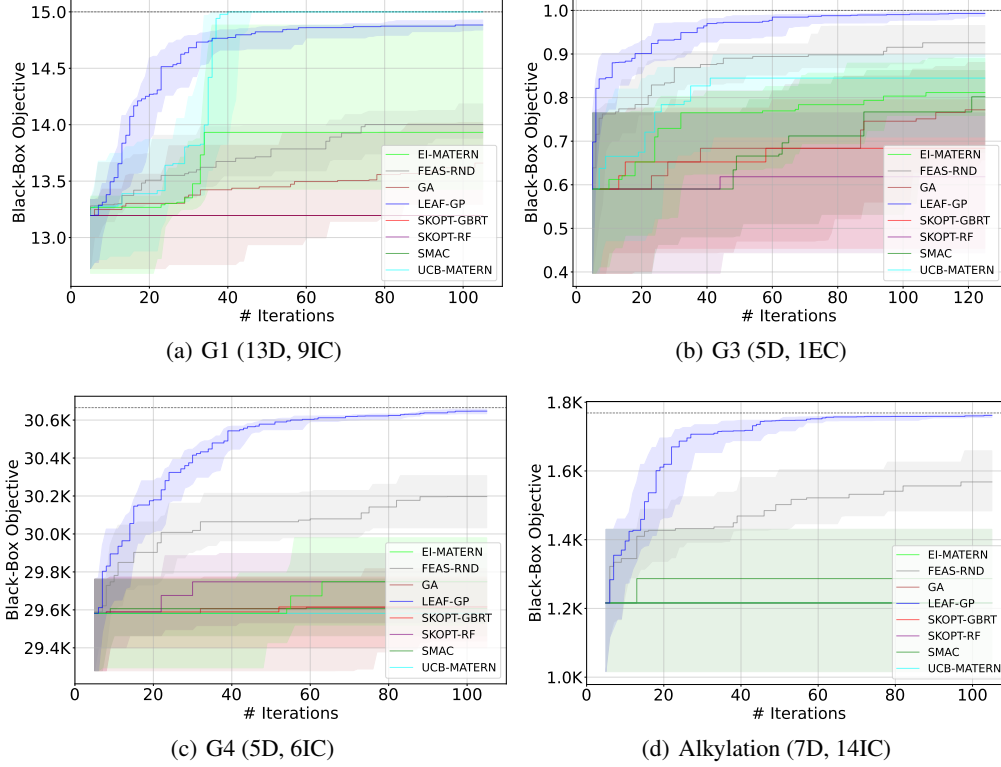 15.0
14.5
14.0
13.5
13.0
Black-Box Objective
0
20
40
60
80
100
# Iterations
EI-MATERN
FEAS-RND
GA
LEAF-GP
SKOPT-GBRT
SKOPT-RF
SMAC
UCB-MATERN
(a) G1 (13D, 9IC)
1.0
0.9
0.8
0.7
0.6
0.5
0.4
Black-Box Objective
0
20
40
60
80
100
120
# Iterations
EI-MATERN
FEAS-RND
GA
LEAF-GP
SKOPT-GBRT
SKOPT-RF
SMAC
UCB-MATERN
(b) G3 (5D, 1EC)
30.6K
30.4K
30.2K
30.0K
29.8K
29.6K
29.4K
Black-Box Objective
0
20
40
60
80
100
# Iterations
EI-MATERN
FEAS-RND
GA
LEAF-GP
SKOPT-GBRT
SKOPT-RF
SMAC
UCB-MATERN
(c) G4 (5D, 6IC)
1.8K
1.6K
1.4K
1.2K
1.0K
Black-Box Objective
0
20
40
60
80
100
# Iterations
EI-MATERN
FEAS-RND
GA
LEAF-GP
SKOPT-GBRT
SKOPT-RF
SMAC
UCB-MATERN
(d) Alkylation (7D, 14IC)